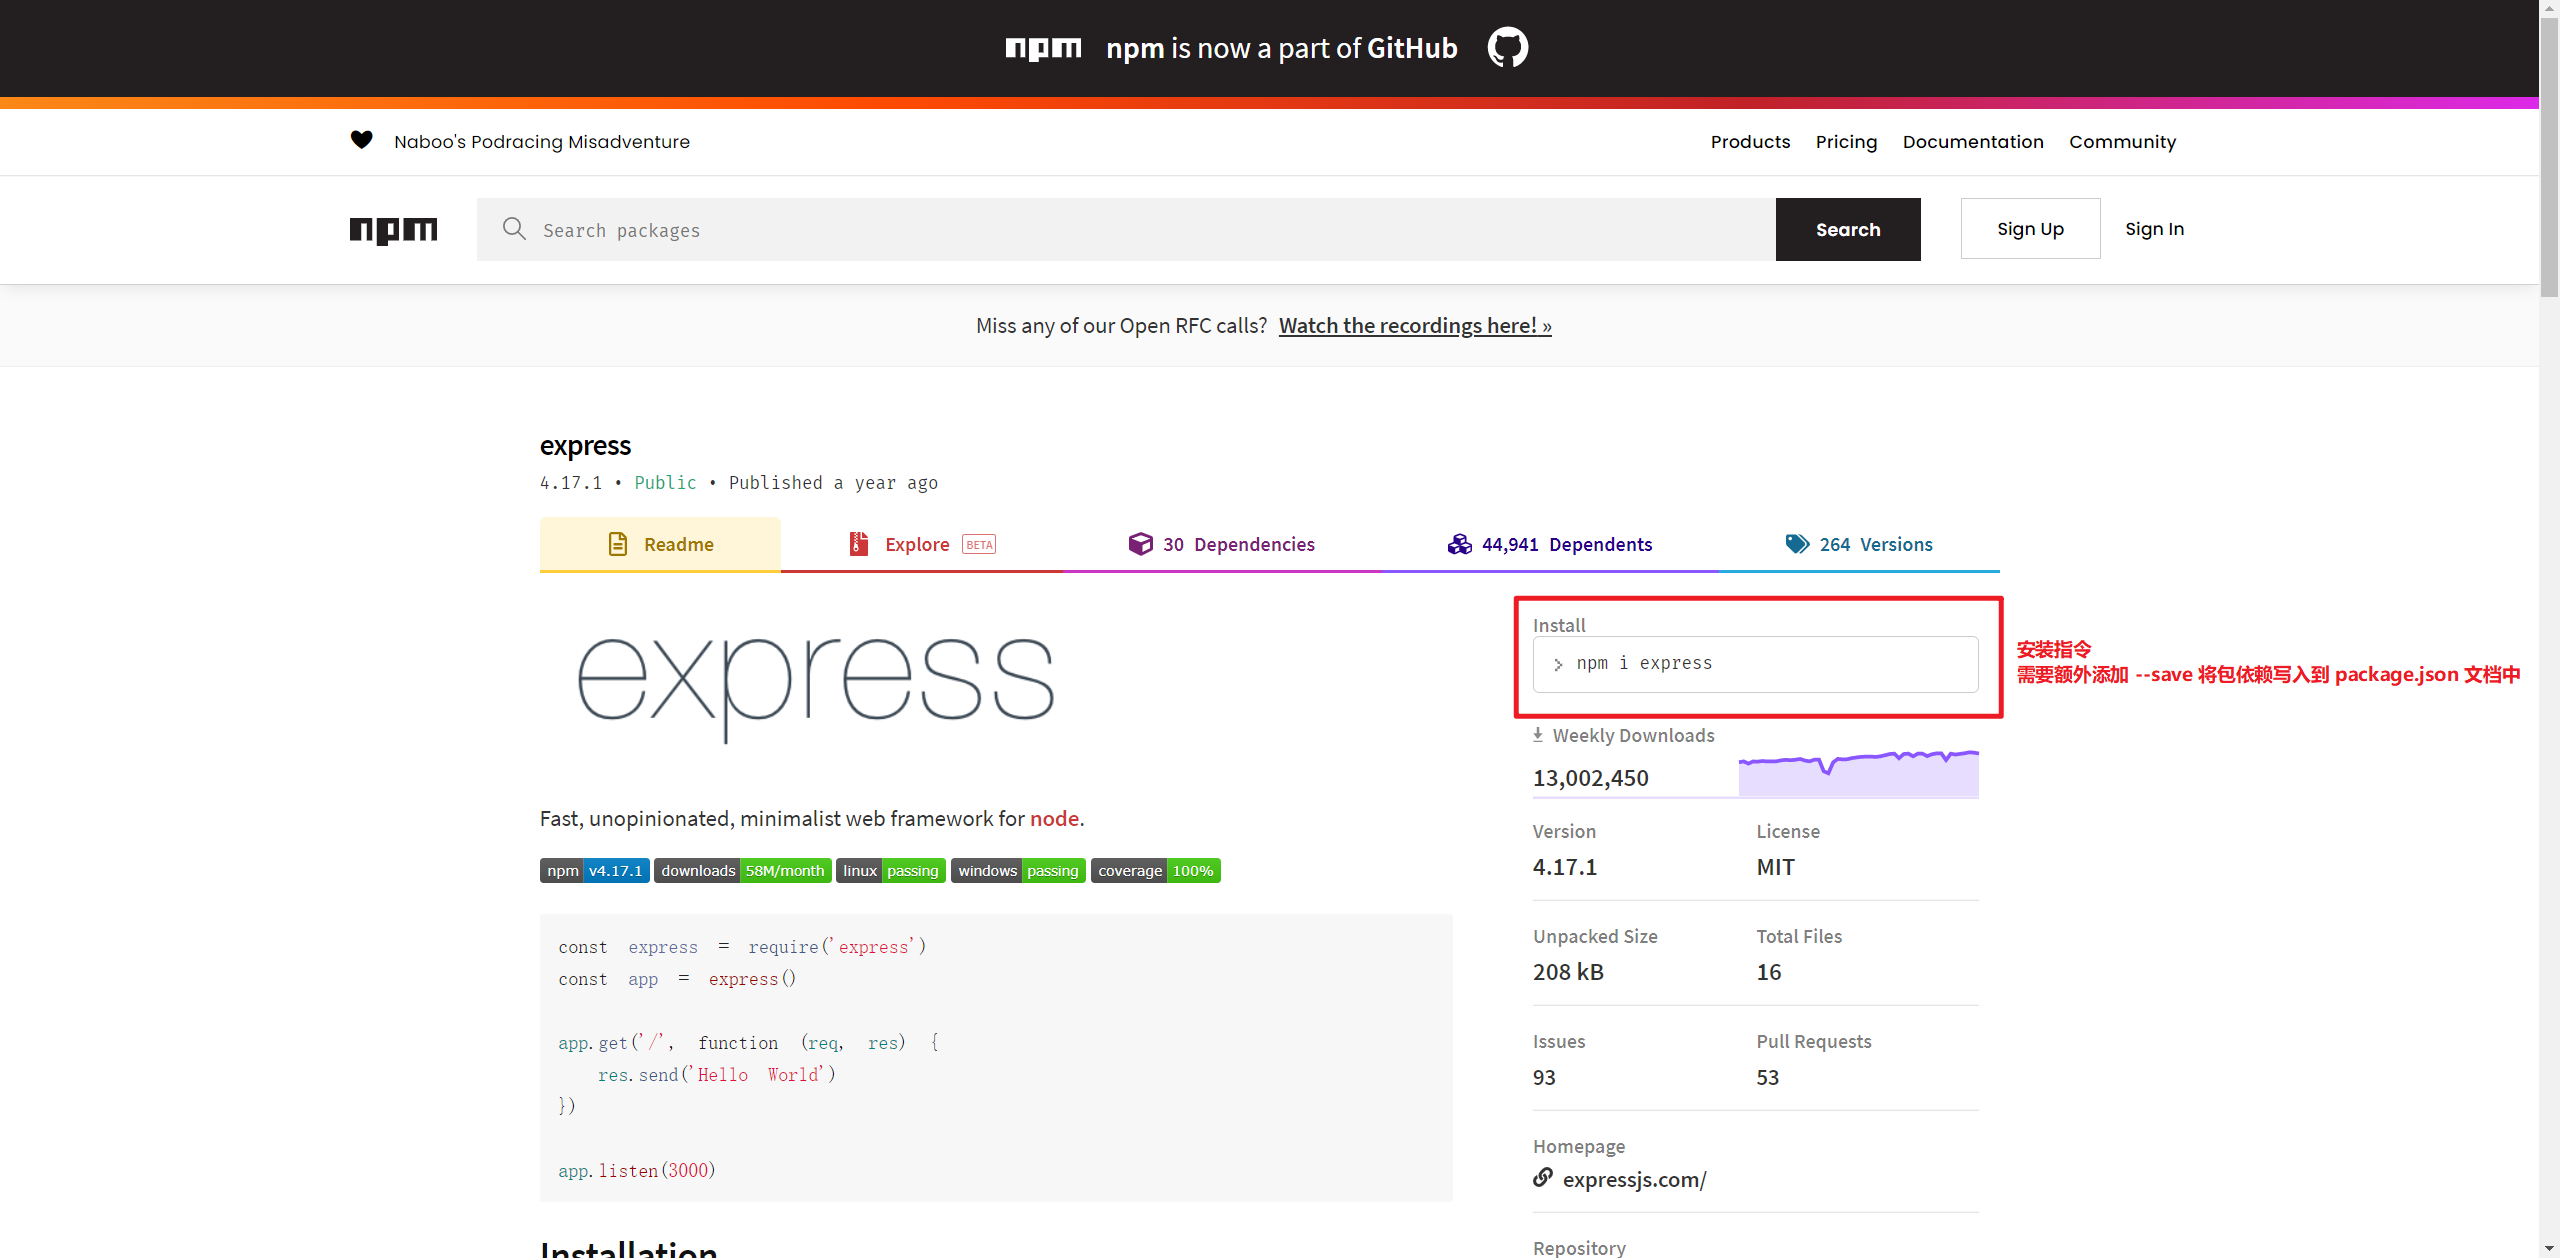 npm npm is now a part of GitHub
Naboo's Podracing Misadventure
Products Pricing Documentation Community
npm Search packages Search Sign Up Sign In
Miss any of our Open RFC calls? Watch the recordings here! »
express
4.17.1 • Public • Published a year ago
Readme Explore BETA 30 Dependencies 44,941 Dependents 264 Versions
express
Fast, unopinionated, minimalist web framework for node.
npm v4.17.1 downloads 58M/month linux passing windows passing coverage 100%
const express = require('express')
const app = express()
app.get('/', function (req, res) {
res.send('Hello World')
})
app.listen(3000)
Installation
Install
> npm i express
安装指令
需要额外添加 --save 将包依赖写入到 package.json 文档中
Weekly Downloads
13,002,450
Version License
4.17.1 MIT
Unpacked Size Total Files
208 kB 16
Issues Pull Requests
93 53
Homepage
expressjs.com/
Repository